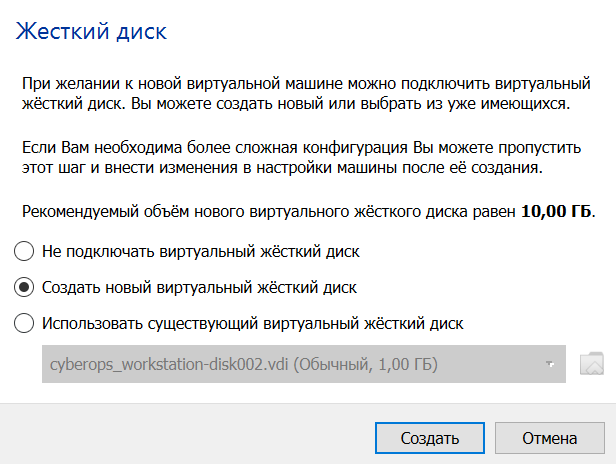 Жесткий диск
При желании к новой виртуальной машине можно подключить виртуальный
жёсткий диск. Вы можете создать новый или выбрать из уже имеющихся.
Если Вам необходима более сложная конфигурация Вы можете пропустить
этот шаг и внести изменения в настройки машины после её создания.
Рекомендуемый объём нового виртуального жёсткого диска равен 10,00 ГБ.
Не подключать виртуальный жёсткий диск
Создать новый виртуальный жёсткий диск
Использовать существующий виртуальный жёсткий диск
cyberops_workstation-disk002.vdi (Обычный, 1,00 ГБ)
Создать
Отмена